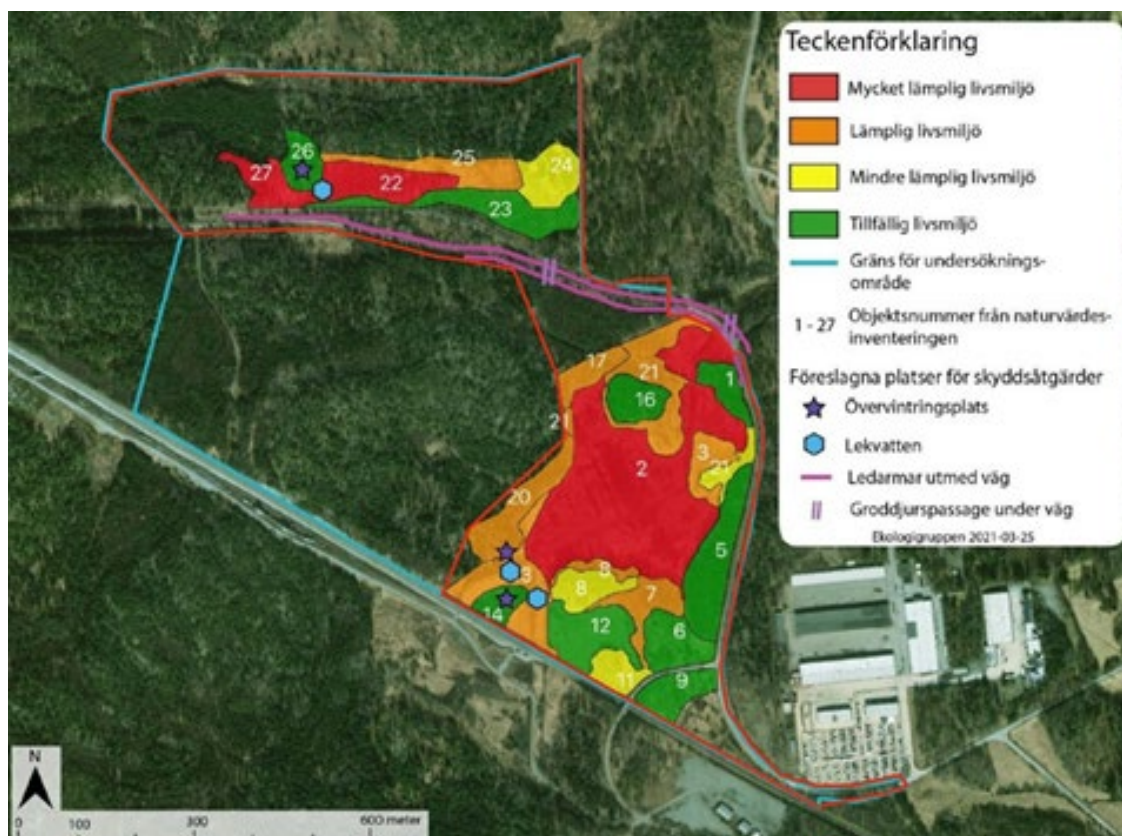 Teckenförklaring
Mycket lämplig livsmiljö
Lämplig livsmiljö
Mindre lämplig livsmiljö
Tillfällig livsmiljö
Gräns för undersöknings-
område
1 - 27 Objektsnummer från naturvärdes-
inventeringen
Föreslagna platser för skyddsåtgärder
Övervintringsplats
Lekvatten
Ledarmar utmed väg
Groddjurspassage under väg
Ekologigruppen 2021-03-25
26
27
22
25
24
23
17
21
1
16
21
3
21
2
20
5
3
8
8
7
14
12
6
11
9
N
0 100 300 600 meter